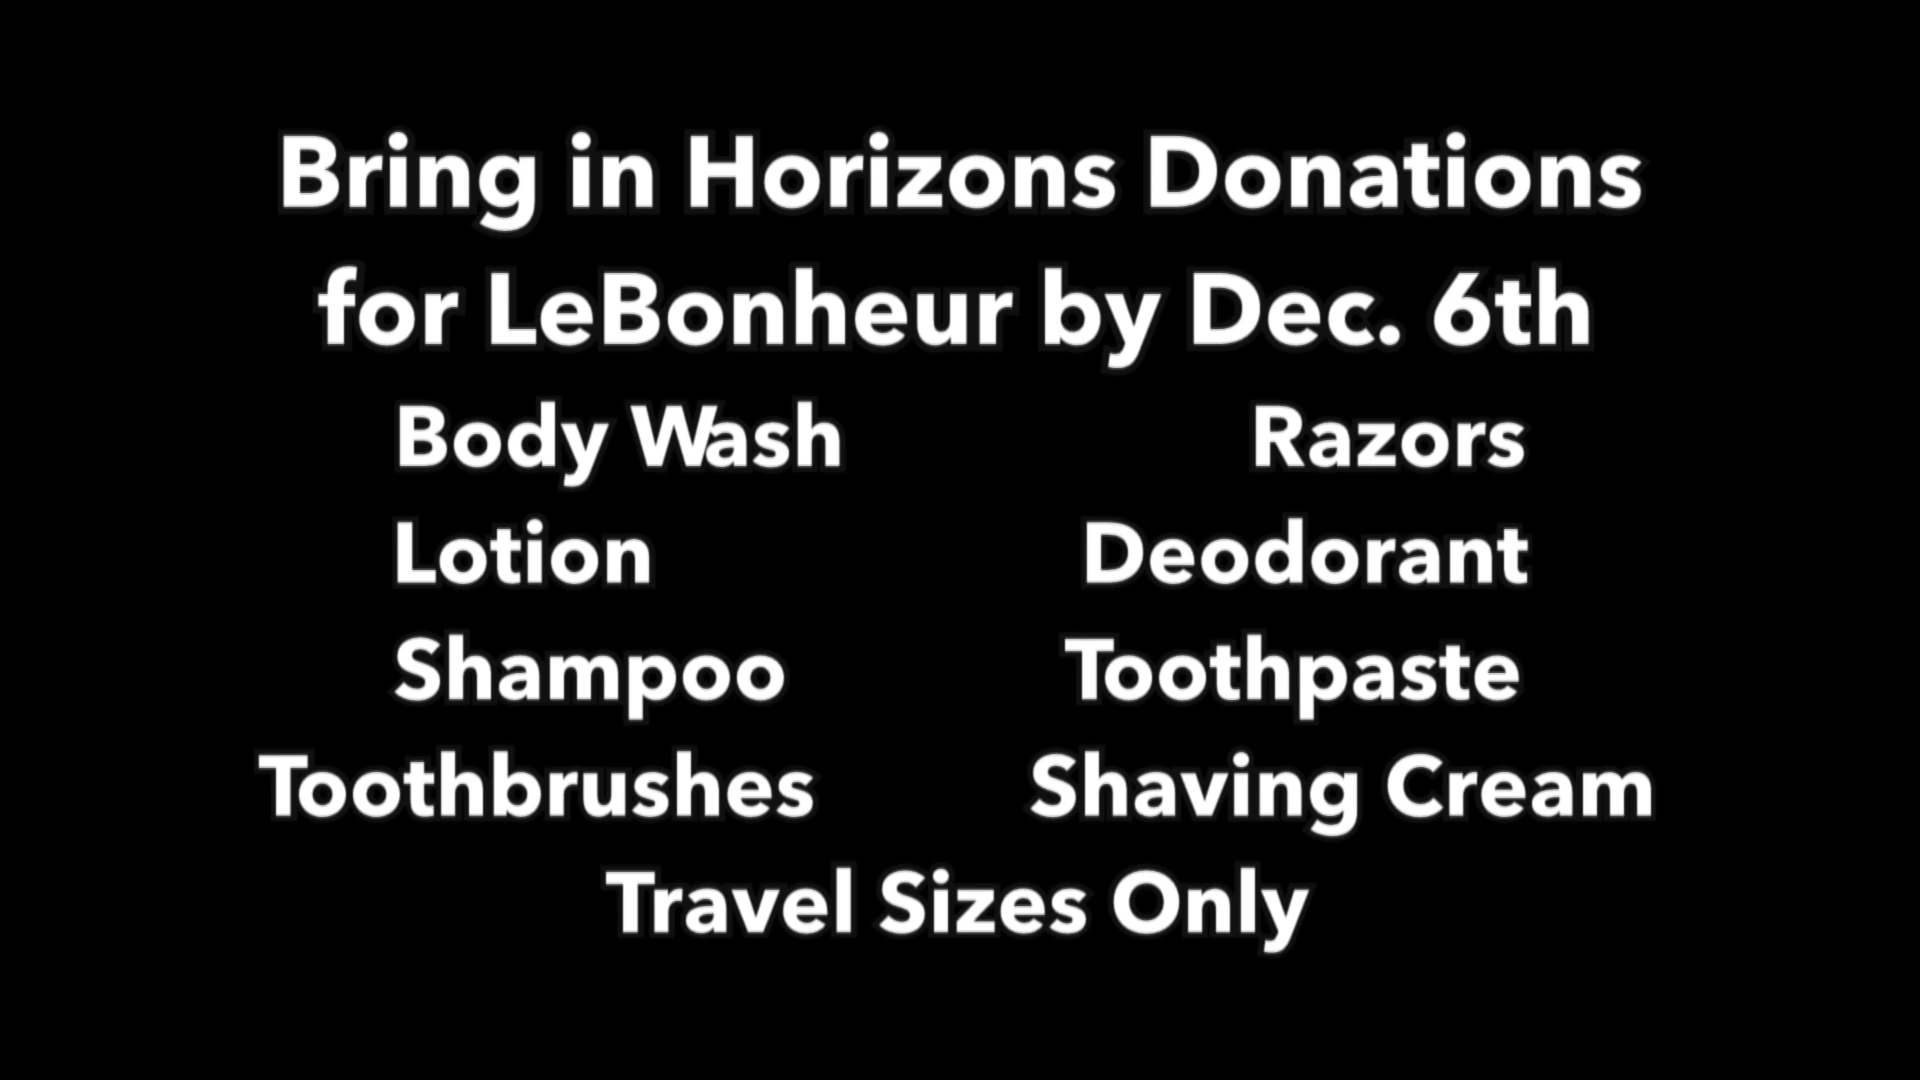 Bring in Horizons Donations
for LeBonheur by Dec. 6th
Body Wash Razors
Lotion Deodorant
Shampoo Toothpaste
Toothbrushes Shaving Cream
Travel Sizes Only